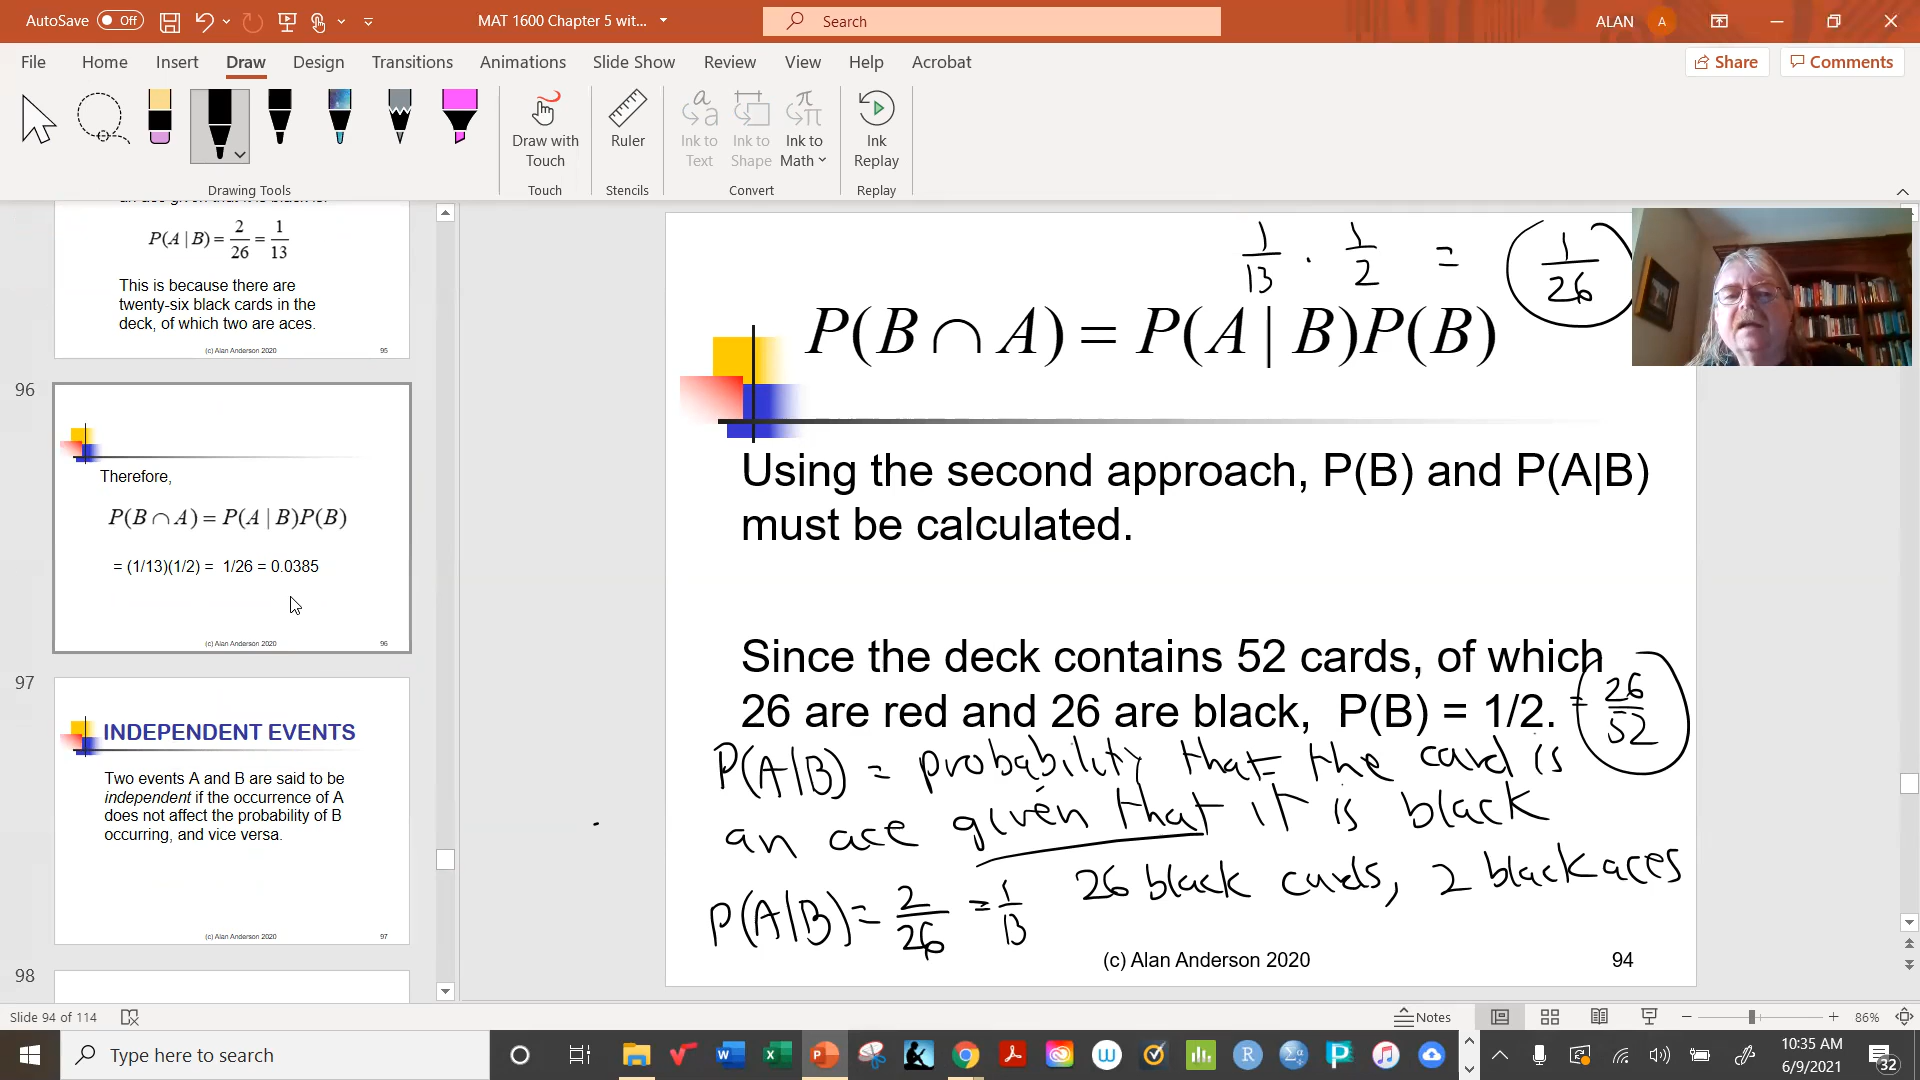 AutoSave Off
MAT 1600 Chapter 5 wit...
Search
ALAN A
File Home Insert Draw Design Transitions Animations Slide Show Review View Help Acrobat
Share Comments
Draw with Touch
Ruler
Ink to Text
Ink to Shape
Ink to Math
Ink Replay
Drawing Tools
Touch
Stencils
Convert
Replay
P(A | B) = 2/26 = 1/13
This is because there are
twenty-six black cards in the
deck, of which two are aces.
(c) Alan Anderson 2020 95
96
Therefore,
P(B ∩ A) = P(A | B)P(B)
= (1/13)(1/2) = 1/26 = 0.0385
(c) Alan Anderson 2020 96
97
INDEPENDENT EVENTS
Two events A and B are said to be
independent if the occurrence of A
does not affect the probability of B
occurring, and vice versa.
(c) Alan Anderson 2020 97
98
1/13 · 1/2 = 1/26
P(B ∩ A) = P(A | B)P(B)
Using the second approach, P(B) and P(A|B)
must be calculated.
Since the deck contains 52 cards, of which
26 are red and 26 are black, P(B) = 1/2. = 26/52
P(A|B) = probability that the card is
an ace given that it is black
26 black cards, 2 black aces
P(A|B) = 2/26 = 1/13
(c) Alan Anderson 2020 94
Slide 94 of 114
Notes
86%
Type here to search
10:35 AM
6/9/2021
32